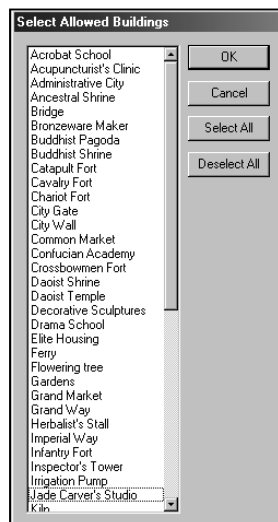 Select Allowed Buildings
Acrobat School
Acupuncturist's Clinic
Administrative City
Ancestral Shrine
Bridge
Bronzeware Maker
Buddhist Pagoda
Buddhist Shrine
Catapult Fort
Cavalry Fort
Chariot Fort
City Gate
City Wall
Common Market
Confucian Academy
Crossbowmen Fort
Daoist Shrine
Daoist Temple
Decorative Sculptures
Drama School
Elite Housing
Ferry
Flowering tree
Gardens
Grand Market
Grand Way
Herbalist's Stall
Imperial Way
Infantry Fort
Inspector's Tower
Irrigation Pump
Jade Carver's Studio
Kiln
OK
Cancel
Select All
Deselect All